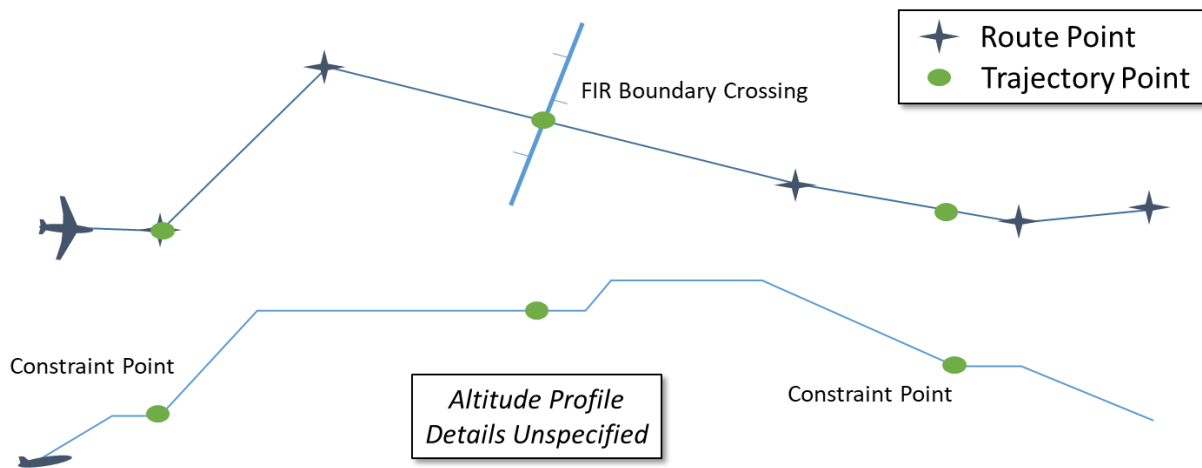 Route Point
Trajectory Point
FIR Boundary Crossing
Constraint Point
Altitude Profile
Details Unspecified
Constraint Point